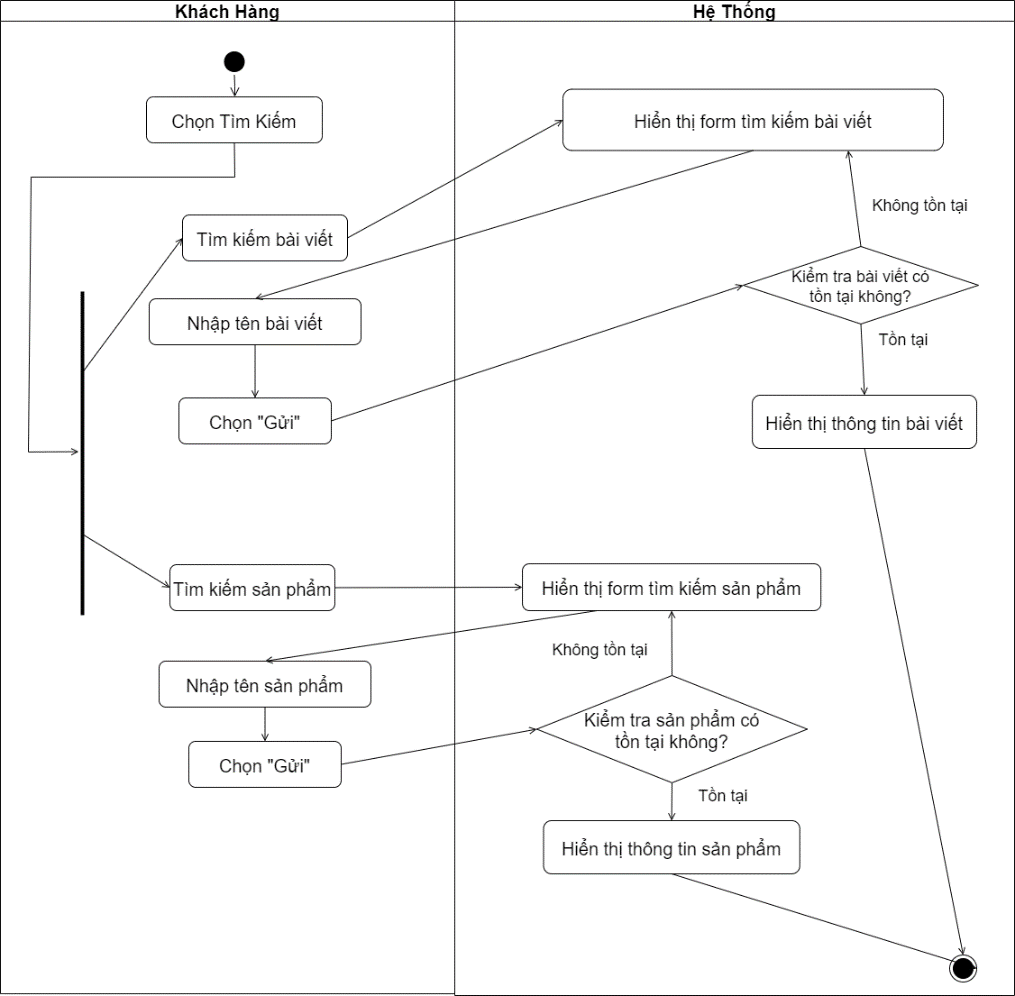 Khách Hàng
Hệ Thống
Chọn Tìm Kiếm
Hiển thị form tìm kiếm bài viết
Không tồn tại
Tìm kiếm bài viết
Kiểm tra bài viết có
tồn tại không?
Nhập tên bài viết
Tồn tại
Chọn "Gửi"
Hiển thị thông tin bài viết
Tìm kiếm sản phẩm
Hiển thị form tìm kiếm sản phẩm
Không tồn tại
Nhập tên sản phẩm
Kiểm tra sản phẩm có
tồn tại không?
Chọn "Gửi"
Tồn tại
Hiển thị thông tin sản phẩm